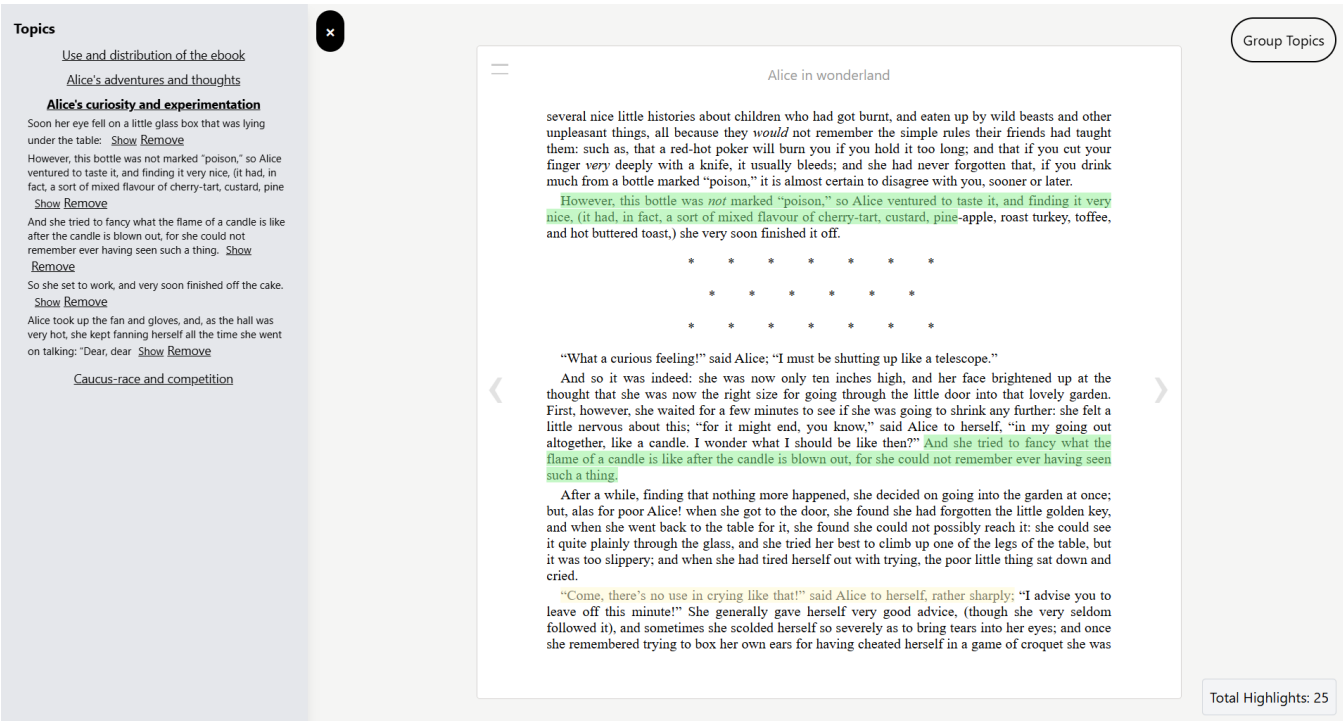 Topics
Use and distribution of the ebook
Alice's adventures and thoughts
Alice's curiosity and experimentation
Soon her eye fell on a little glass box that was lying
under the table: Show Remove
However, this bottle was not marked “poison,” so Alice
ventured to taste it, and finding it very nice, (it had, in
fact, a sort of mixed flavour of cherry-tart, custard, pine
Show Remove
And she tried to fancy what the flame of a candle is like
after the candle is blown out, for she could not
remember ever having seen such a thing. Show
Remove
So she set to work, and very soon finished off the cake.
Show Remove
Alice took up the fan and gloves, and, as the hall was
very hot, she kept fanning herself all the time she went
on talking: “Dear, dear Show Remove
Caucus-race and competition
×
Group Topics
Alice in wonderland
several nice little histories about children who had got burnt, and eaten up by wild beasts and other
unpleasant things, all because they would not remember the simple rules their friends had taught
them: such as, that a red-hot poker will burn you if you hold it too long; and that if you cut your
finger very deeply with a knife, it usually bleeds; and she had never forgotten that, if you drink
much from a bottle marked “poison,” it is almost certain to disagree with you, sooner or later.
However, this bottle was not marked “poison,” so Alice ventured to taste it, and finding it very
nice, (it had, in fact, a sort of mixed flavour of cherry-tart, custard, pine-apple, roast turkey, toffee,
and hot buttered toast,) she very soon finished it off.
* * * * * * *
* * * * * *
* * * * * * *
“What a curious feeling!” said Alice; “I must be shutting up like a telescope.”
And so it was indeed: she was now only ten inches high, and her face brightened up at the
thought that she was now the right size for going through the little door into that lovely garden.
First, however, she waited for a few minutes to see if she was going to shrink any further: she felt a
little nervous about this; “for it might end, you know,” said Alice to herself, “in my going out
altogether, like a candle. I wonder what I should be like then?” And she tried to fancy what the
flame of a candle is like after the candle is blown out, for she could not remember ever having seen
such a thing.
After a while, finding that nothing more happened, she decided on going into the garden at once;
but, alas for poor Alice! when she got to the door, she found she had forgotten the little golden key,
and when she went back to the table for it, she found she could not possibly reach it: she could see
it quite plainly through the glass, and she tried her best to climb up one of the legs of the table, but
it was too slippery; and when she had tired herself out with trying, the poor little thing sat down and
cried.
“Come, there’s no use in crying like that!” said Alice to herself, rather sharply; “I advise you to
leave off this minute!” She generally gave herself very good advice, (though she very seldom
followed it), and sometimes she scolded herself so severely as to bring tears into her eyes; and once
she remembered trying to box her own ears for having cheated herself in a game of croquet she was
Total Highlights: 25